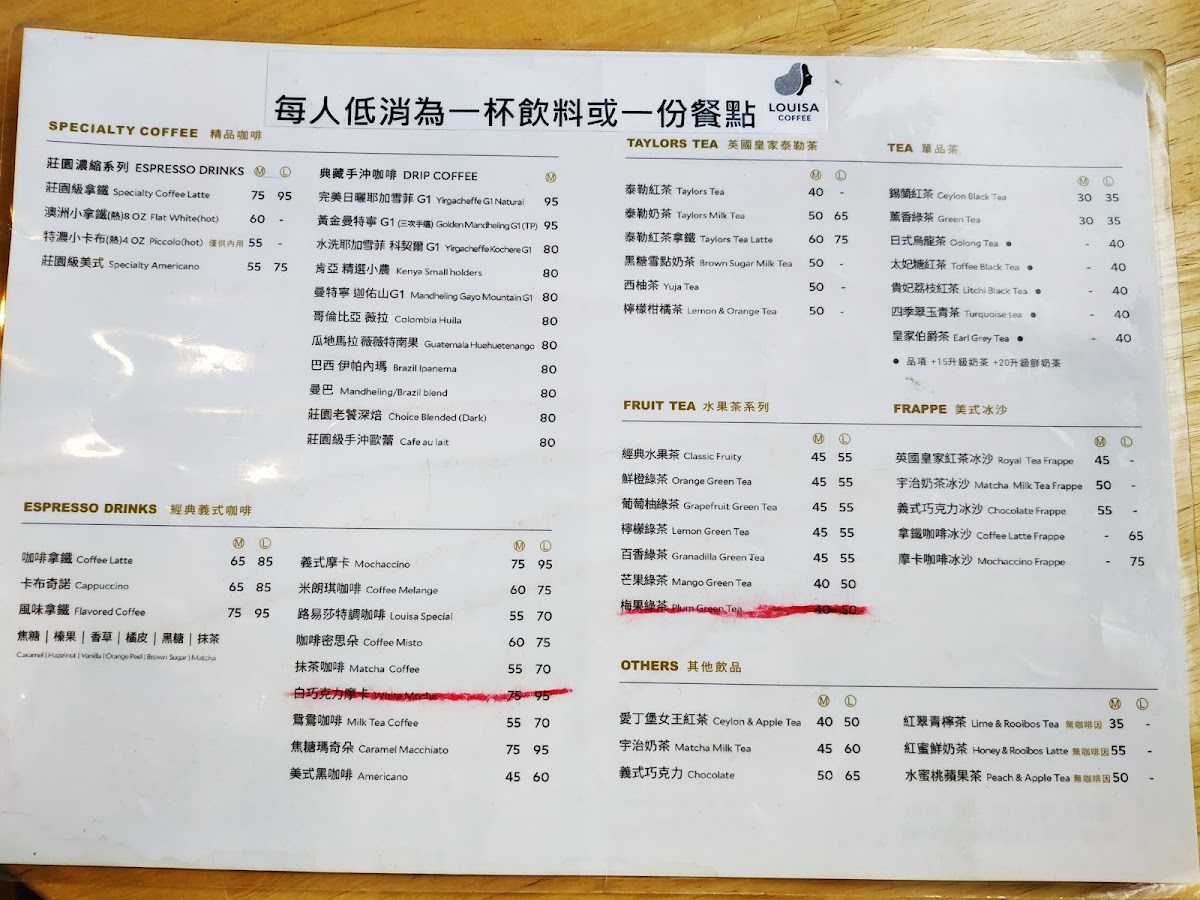 每人低消為一杯飲料或一份餐點
LOUISA
COFFEE
SPECIALTY COFFEE 精品咖啡
莊園濃縮系列 ESPRESSO DRINKS Ⓜ Ⓛ
莊園級拿鐵 Specialty Coffee Latte 75 95
澳洲小拿鐵(熱)8 OZ Flat White(hot) 60 -
特濃小卡布(熱)4 OZ Piccolo(hot) 僅供內用 55 -
莊園級美式 Specialty Americano 55 75
典藏手沖咖啡 DRIP COFFEE Ⓜ
完美日曬耶加雪菲 G1 Yirgacheffe G1 Natural 95
黃金曼特寧 G1 (三次手選) Golden Mandheling G1 (TP) 95
水洗耶加雪菲 科契爾 G1 Yirgacheffe Kochere G1 80
肯亞 精選小農 Kenya Small holders 80
曼特寧 迦佑山G1 Mandheling Gayo Mountain G1 80
哥倫比亞 薇拉 Colombia Huila 80
瓜地馬拉 薇薇特南果 Guatemala Huehuetenango 80
巴西 伊帕內瑪 Brazil Ipanema 80
曼巴 Mandheling/Brazil blend 80
莊園老饕深焙 Choice Blended (Dark) 80
莊園級手沖歐蕾 Cafe au lait 80
ESPRESSO DRINKS 經典義式咖啡
Ⓜ Ⓛ
咖啡拿鐵 Coffee Latte 65 85
卡布奇諾 Cappuccino 65 85
風味拿鐵 Flavored Coffee 75 95
焦糖 | 榛果 | 香草 | 橘皮 | 黑糖 | 抹茶
Caramel | Hazelnut | Vanilla | Orange Peel | Brown Sugar | Matcha
Ⓜ Ⓛ
義式摩卡 Mochaccino 75 95
米朗琪咖啡 Coffee Melange 60 75
路易莎特調咖啡 Louisa Special 55 70
咖啡密思朵 Coffee Misto 60 75
抹茶咖啡 Matcha Coffee 55 70
白巧克力摩卡 White Mocha 75 95
鴛鴦咖啡 Milk Tea Coffee 55 70
焦糖瑪奇朵 Caramel Macchiato 75 95
美式黑咖啡 Americano 45 60
TAYLORS TEA 英國皇家泰勒茶
Ⓜ Ⓛ
泰勒紅茶 Taylors Tea 40 -
泰勒奶茶 Taylors Milk Tea 50 65
泰勒紅茶拿鐵 Taylors Tea Latte 60 75
黑糖雪點奶茶 Brown Sugar Milk Tea 50 -
西柚茶 Yuja Tea 50 -
檸檬柑橘茶 Lemon & Orange Tea 50 -
TEA 單品茶
Ⓜ Ⓛ
錫蘭紅茶 Ceylon Black Tea 30 35
薰香綠茶 Green Tea 30 35
日式烏龍茶 Oolong Tea ● - 40
太妃糖紅茶 Toffee Black Tea ● - 40
貴妃荔枝紅茶 Litchi Black Tea ● - 40
四季翠玉青茶 Turquoise tea ● - 40
皇家伯爵茶 Earl Grey Tea ● - 40
● 品項 +15升級奶茶 +20升級鮮奶茶
FRUIT TEA 水果茶系列
Ⓜ Ⓛ
經典水果茶 Classic Fruity 45 55
鮮橙綠茶 Orange Green Tea 45 55
葡萄柚綠茶 Grapefruit Green Tea 45 55
檸檬綠茶 Lemon Green Tea 45 55
百香綠茶 Granadilla Green Tea 45 55
芒果綠茶 Mango Green Tea 40 50
梅果綠茶 Plum Green Tea 40 50
FRAPPE 美式冰沙
Ⓜ Ⓛ
英國皇家紅茶冰沙 Royal Tea Frappe 45 -
宇治奶茶冰沙 Matcha Milk Tea Frappe 50 -
義式巧克力冰沙 Chocolate Frappe 55 -
拿鐵咖啡冰沙 Coffee Latte Frappe - 65
摩卡咖啡冰沙 Mochaccino Frappe - 75
OTHERS 其他飲品
Ⓜ Ⓛ
愛丁堡女王紅茶 Ceylon & Apple Tea 40 50
宇治奶茶 Matcha Milk Tea 45 60
義式巧克力 Chocolate 50 65
Ⓜ Ⓛ
紅翠青檸茶 Lime & Rooibos Tea 無咖啡因 35 -
紅蜜鮮奶茶 Honey & Rooibos Latte 無咖啡因 55 -
水蜜桃蘋果茶 Peach & Apple Tea 無咖啡因 50 -